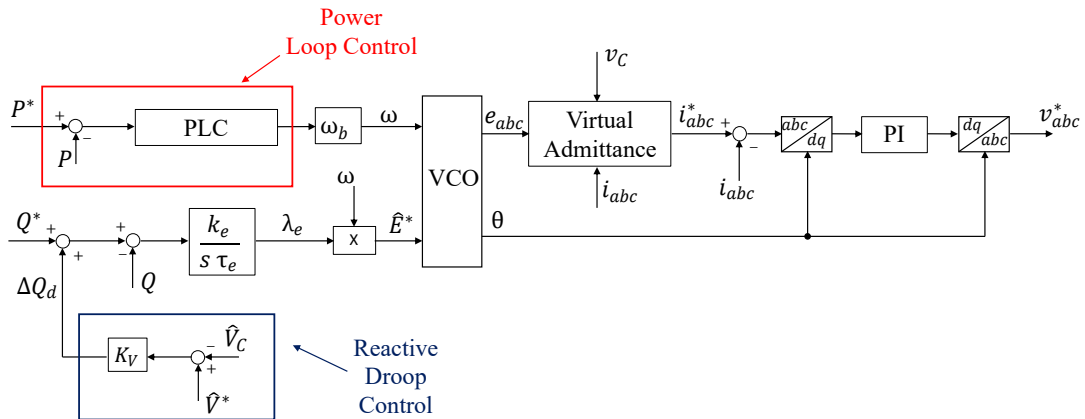 Power
Loop Control
P* + − P
PLC
ω_b
ω
VCO
e_abc
v_C
Virtual
Admittance
i_abc
i*_abc + − i_abc
abc
dq
PI
dq
abc
v*_abc
θ
Q* + +
+ − Q
k_e
s τ_e
λ_e
ω
x
Ê*
ΔQ_d
K_V
− V̂_C
+
V̂*
Reactive
Droop
Control